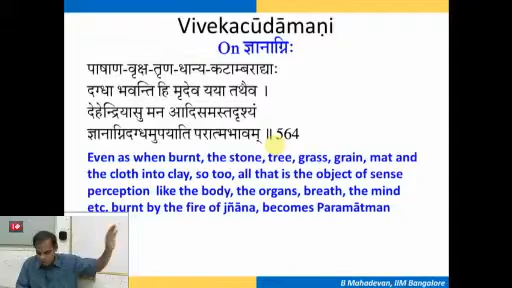 Vivekacūdāmaṇi
On ज्ञानाग्निः
पाषाण-वृक्ष-तृण-धान्य-कटाम्बराद्याः
दग्धा भवन्ति हि मृदेव यया तथैव ।
देहेन्द्रियासु मन आदिसमस्तदृश्यं
ज्ञानाग्निदग्धमुपयाति परात्मभावम् ॥ 564
Even as when burnt, the stone, tree, grass, grain, mat and
the cloth into clay, so too, all that is the object of sense
perception like the body, the organs, breath, the mind
etc. burnt by the fire of jñāna, becomes Paramātman
B Mahadevan, IIM Bangalore